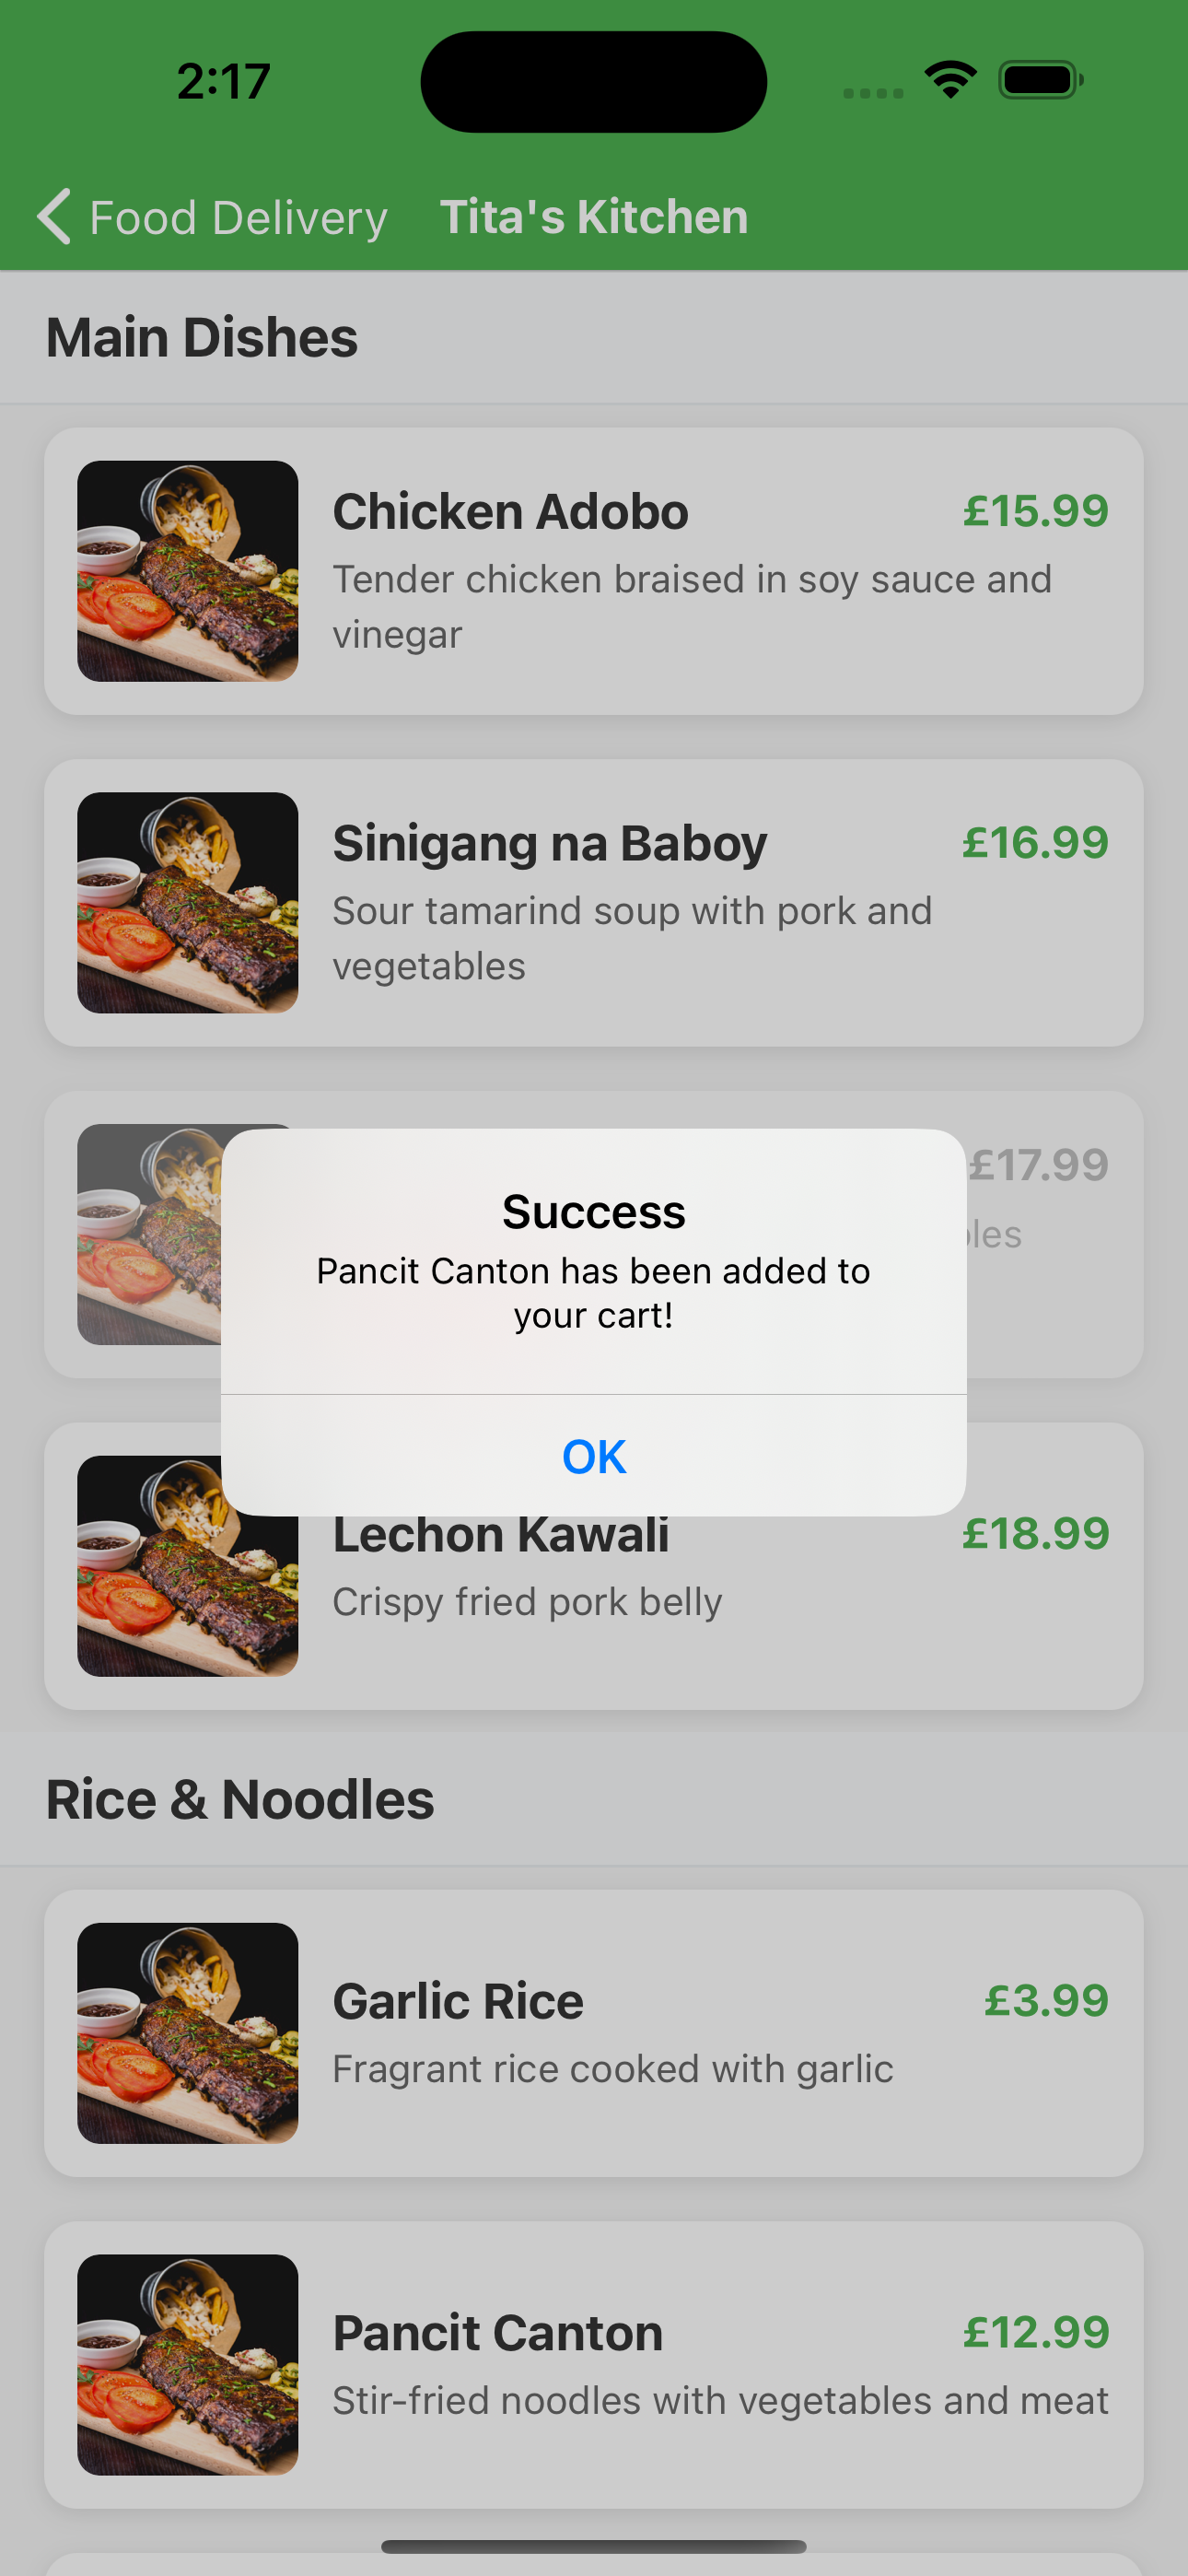 2:17
Food Delivery Tita's Kitchen
Main Dishes
Chicken Adobo £15.99
Tender chicken braised in soy sauce and
vinegar
Sinigang na Baboy £16.99
Sour tamarind soup with pork and
vegetables
£17.99
Success
Pancit Canton has been added to
your cart!
OK
Lechon Kawali £18.99
Crispy fried pork belly
Rice & Noodles
Garlic Rice £3.99
Fragrant rice cooked with garlic
Pancit Canton £12.99
Stir-fried noodles with vegetables and meat